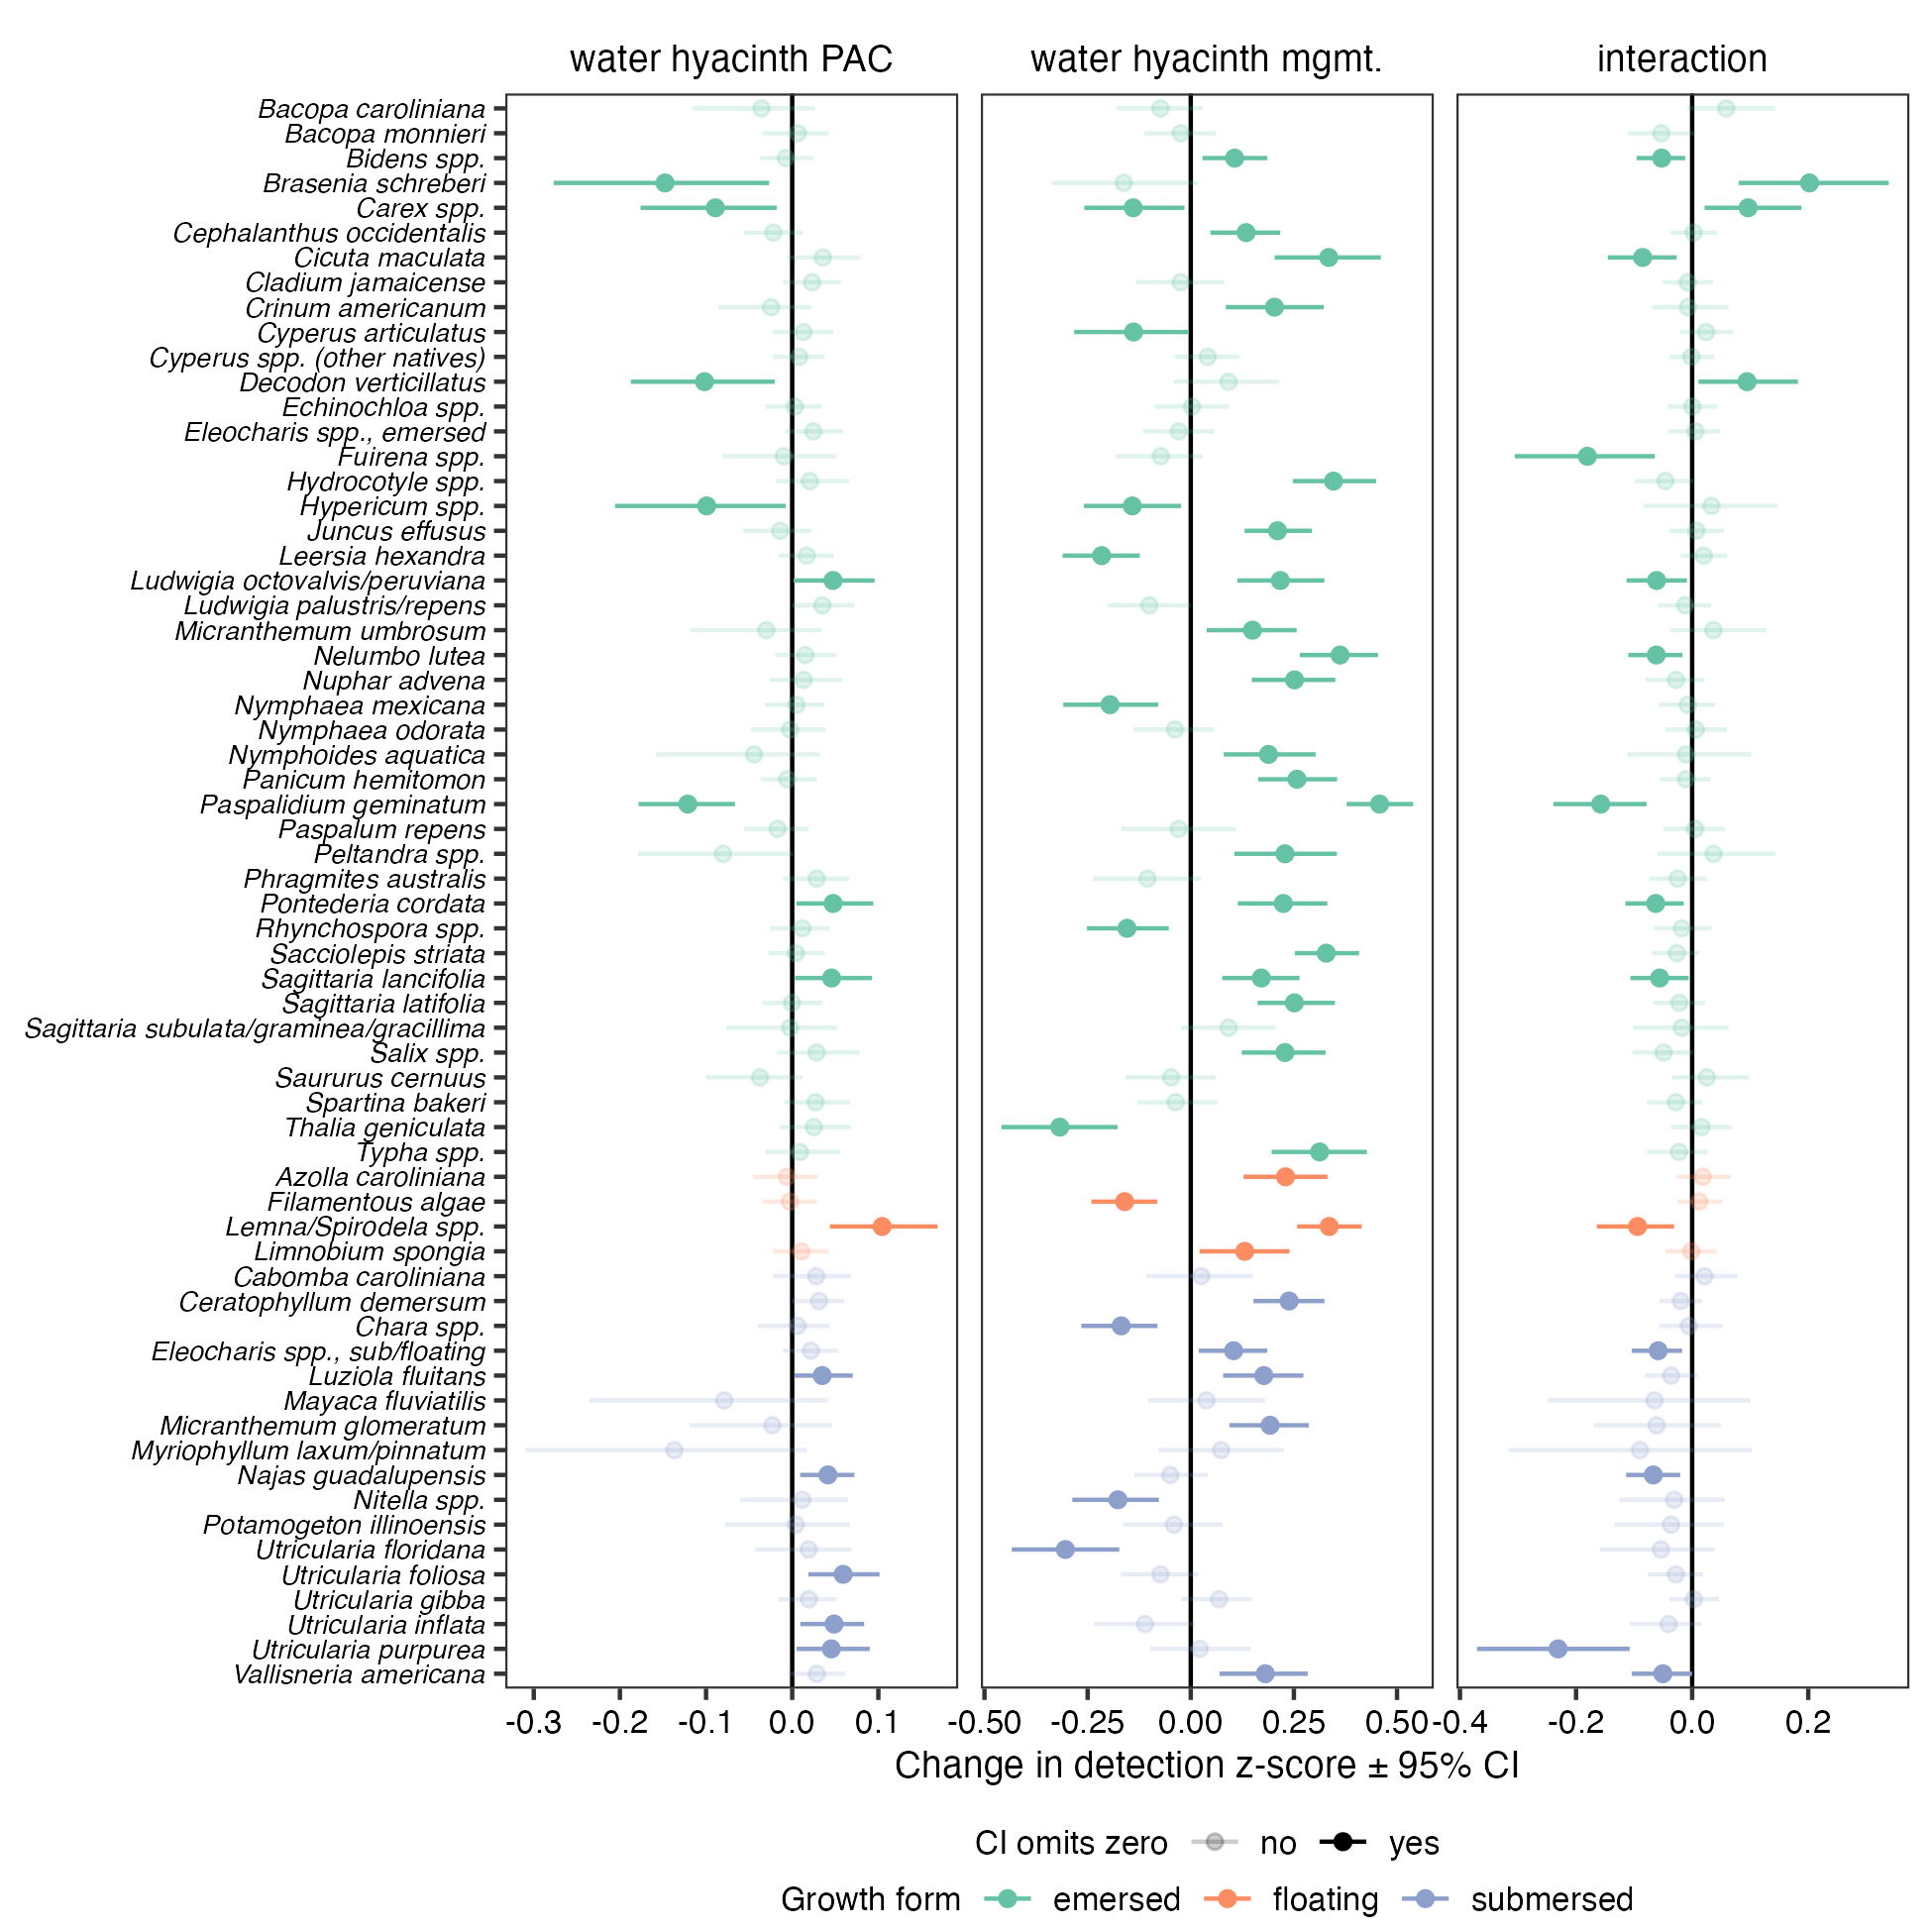 water hyacinth PAC water hyacinth mgmt. interaction
Bacopa caroliniana
Bacopa monnieri
Bidens spp.
Brasenia schreberi
Carex spp.
Cephalanthus occidentalis
Cicuta maculata
Cladium jamaicense
Crinum americanum
Cyperus articulatus
Cyperus spp. (other natives)
Decodon verticillatus
Echinochloa spp.
Eleocharis spp., emersed
Fuirena spp.
Hydrocotyle spp.
Hypericum spp.
Juncus effusus
Leersia hexandra
Ludwigia octovalvis/peruviana
Ludwigia palustris/repens
Micranthemum umbrosum
Nelumbo lutea
Nuphar advena
Nymphaea mexicana
Nymphaea odorata
Nymphoides aquatica
Panicum hemitomon
Paspalidium geminatum
Paspalum repens
Peltandra spp.
Phragmites australis
Pontederia cordata
Rhynchospora spp.
Sacciolepis striata
Sagittaria lancifolia
Sagittaria latifolia
Sagittaria subulata/graminea/gracillima
Salix spp.
Saururus cernuus
Spartina bakeri
Thalia geniculata
Typha spp.
Azolla caroliniana
Filamentous algae
Lemna/Spirodela spp.
Limnobium spongia
Cabomba caroliniana
Ceratophyllum demersum
Chara spp.
Eleocharis spp., sub/floating
Luziola fluitans
Mayaca fluviatilis
Micranthemum glomeratum
Myriophyllum laxum/pinnatum
Najas guadalupensis
Nitella spp.
Potamogeton illinoensis
Utricularia floridana
Utricularia foliosa
Utricularia gibba
Utricularia inflata
Utricularia purpurea
Vallisneria americana
-0.3 -0.2 -0.1 0.0 0.1 -0.50 -0.25 0.00 0.25 0.50 -0.4 -0.2 0.0 0.2
Change in detection z-score ± 95% CI
CI omits zero no yes
Growth form emersed floating submersed